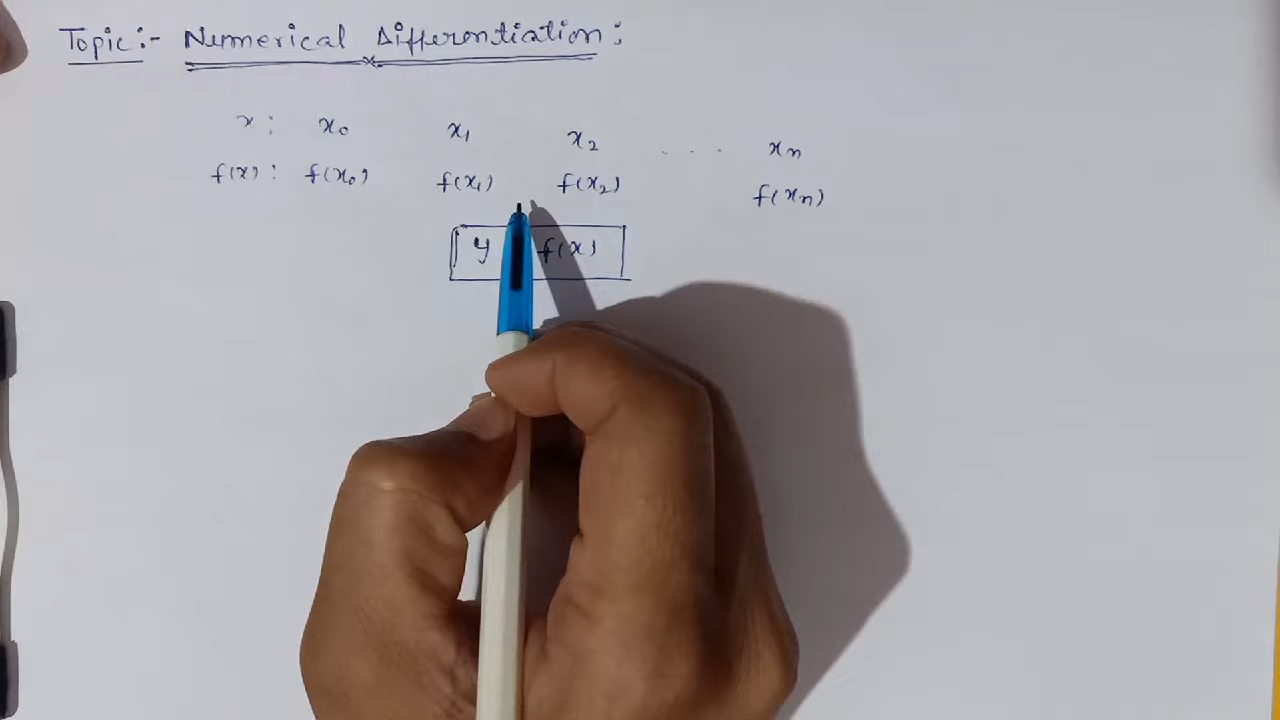 Topic:- Numerical Differentiation:
x: x₀ x₁ x₂ . . . xn
f(x): f(x₀) f(x₁) f(x₂) f(xn)
y f(x)